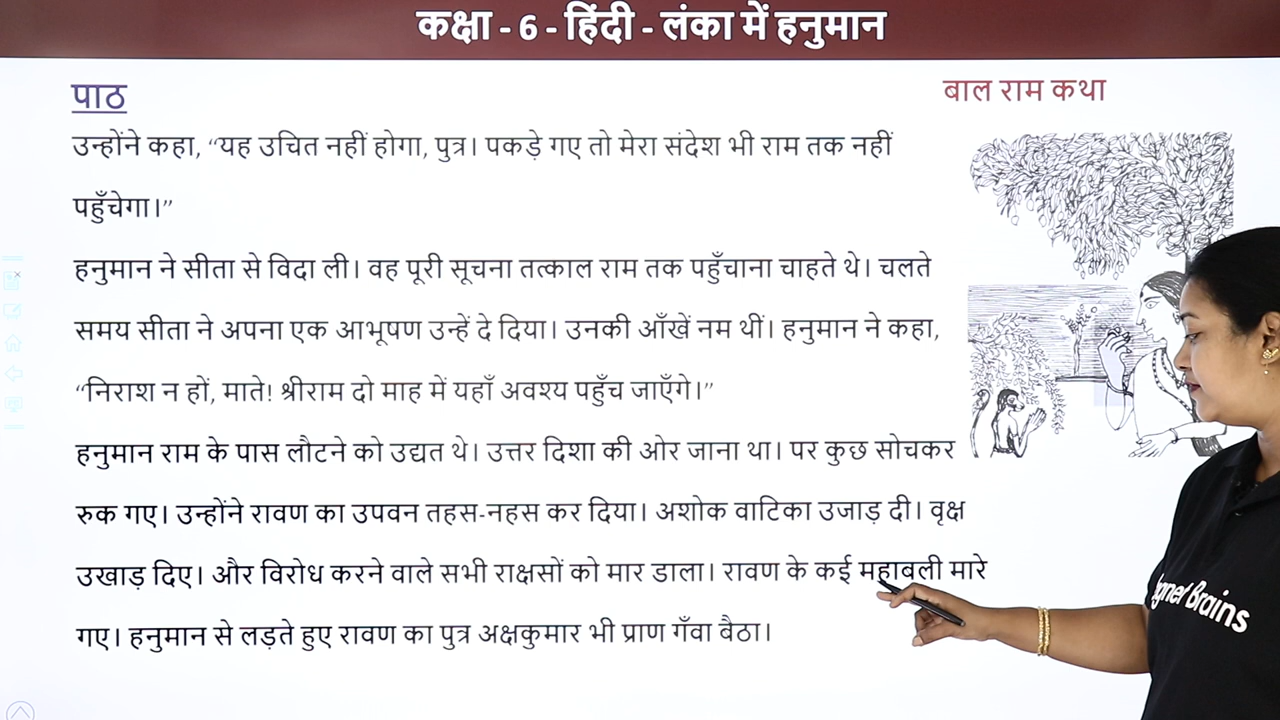 कक्षा - 6 - हिंदी - लंका में हनुमान
पाठ
बाल राम कथा
उन्होंने कहा, “यह उचित नहीं होगा, पुत्र। पकड़े गए तो मेरा संदेश भी राम तक नहीं
पहुँचेगा।”
हनुमान ने सीता से विदा ली। वह पूरी सूचना तत्काल राम तक पहुँचाना चाहते थे। चलते
समय सीता ने अपना एक आभूषण उन्हें दे दिया। उनकी आँखें नम थीं। हनुमान ने कहा,
“निराश न हों, माते! श्रीराम दो माह में यहाँ अवश्य पहुँच जाएँगे।”
हनुमान राम के पास लौटने को उद्यत थे। उत्तर दिशा की ओर जाना था। पर कुछ सोचकर
रुक गए। उन्होंने रावण का उपवन तहस-नहस कर दिया। अशोक वाटिका उजाड़ दी। वृक्ष
उखाड़ दिए। और विरोध करने वाले सभी राक्षसों को मार डाला। रावण के कई महाबली मारे
गए। हनुमान से लड़ते हुए रावण का पुत्र अक्षकुमार भी प्राण गँवा बैठा।
Brains